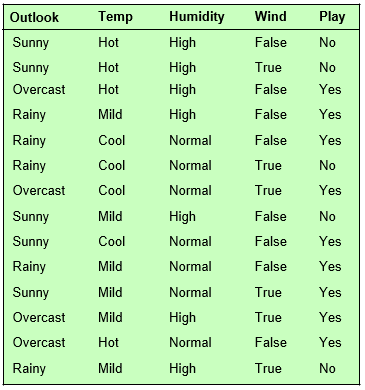 Outlook Temp Humidity Wind Play
Sunny Hot High False No
Sunny Hot High True No
Overcast Hot High False Yes
Rainy Mild High False Yes
Rainy Cool Normal False Yes
Rainy Cool Normal True No
Overcast Cool Normal True Yes
Sunny Mild High False No
Sunny Cool Normal False Yes
Rainy Mild Normal False Yes
Sunny Mild Normal True Yes
Overcast Mild High True Yes
Overcast Hot Normal False Yes
Rainy Mild High True No